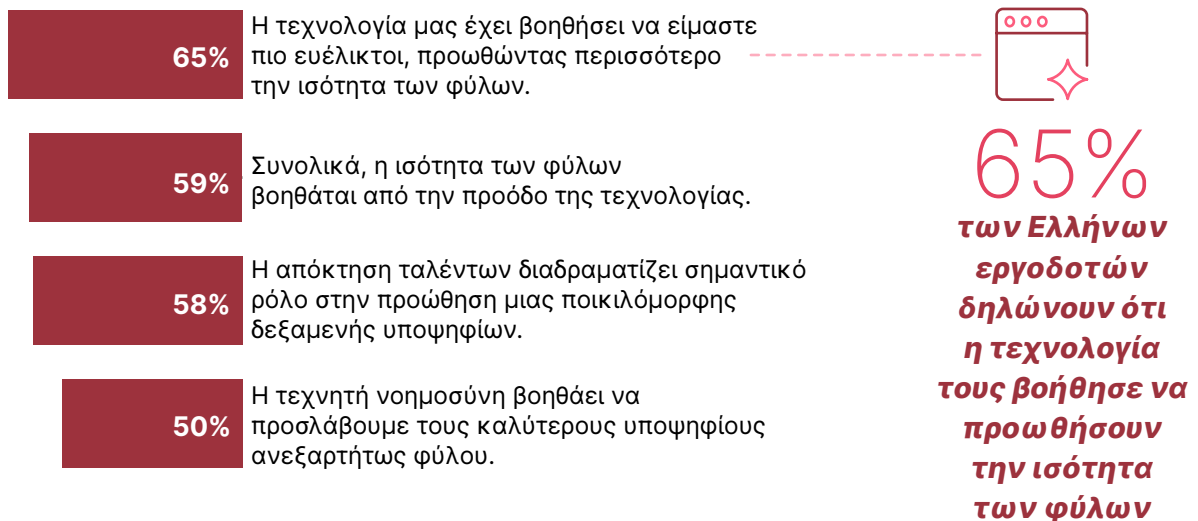 65%
Η τεχνολογία μας έχει βοηθήσει να είμαστε
πιο ευέλικτοι, προωθώντας περισσότερο
την ισότητα των φύλων.
59%
Συνολικά, η ισότητα των φύλων
βοηθάται από την προόδο της τεχνολογίας.
58%
Η απόκτηση ταλέντων διαδραματίζει σημαντικό
ρόλο στην προώθηση μιας ποικιλόμορφης
δεξαμενής υποψηφίων.
50%
Η τεχνητή νοημοσύνη βοηθάει να
προσλάβουμε τους καλύτερους υποψηφίους
ανεξαρτήτως φύλου.
65%
των Ελλήνων
εργοδοτών
δηλώνουν ότι
η τεχνολογία
τους βοήθησε να
προωθήσουν
την ισότητα
των φύλων